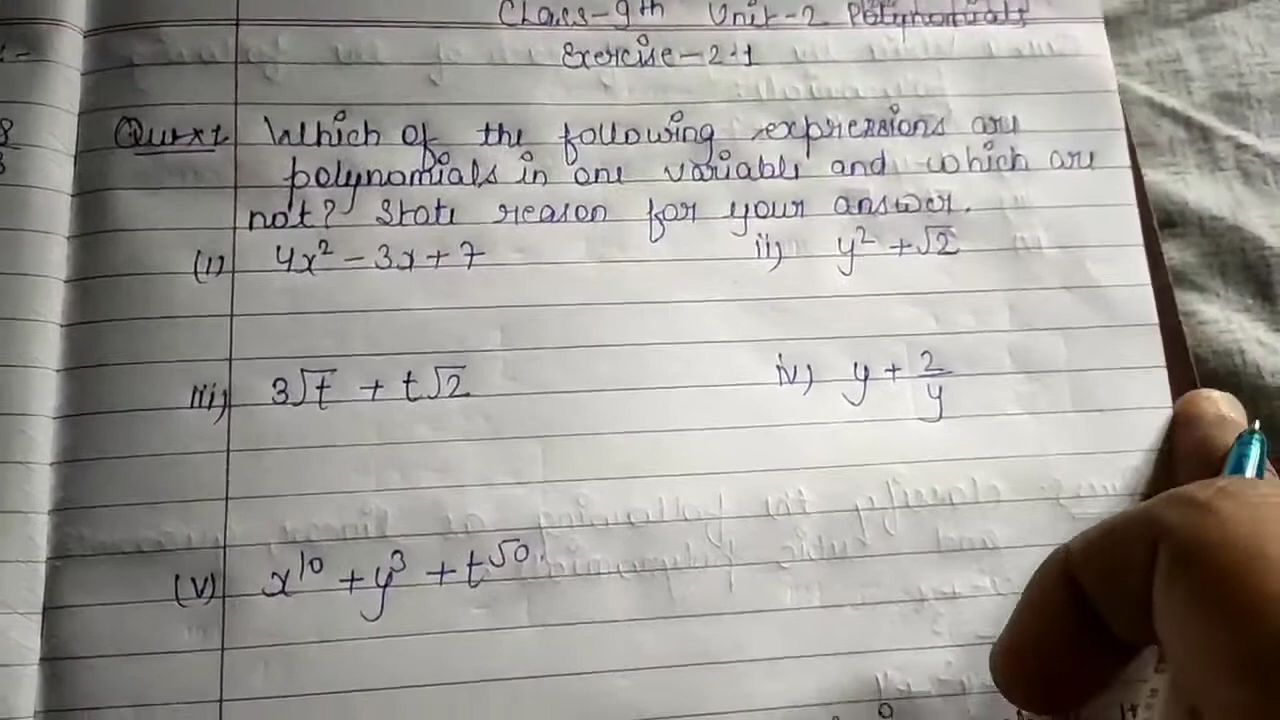 Class-9th Unit-2 Polynomials
Exercise-2.1
Ques1 Which of the following expressions are
polynomials in one variable and which are
not? State reason for your answer.
(i) 4x² - 3x + 7 ii) y² + √2
iii) 3√t + t√2 iv) y + 2/y
(v) x¹⁰ + y³ + t^√0